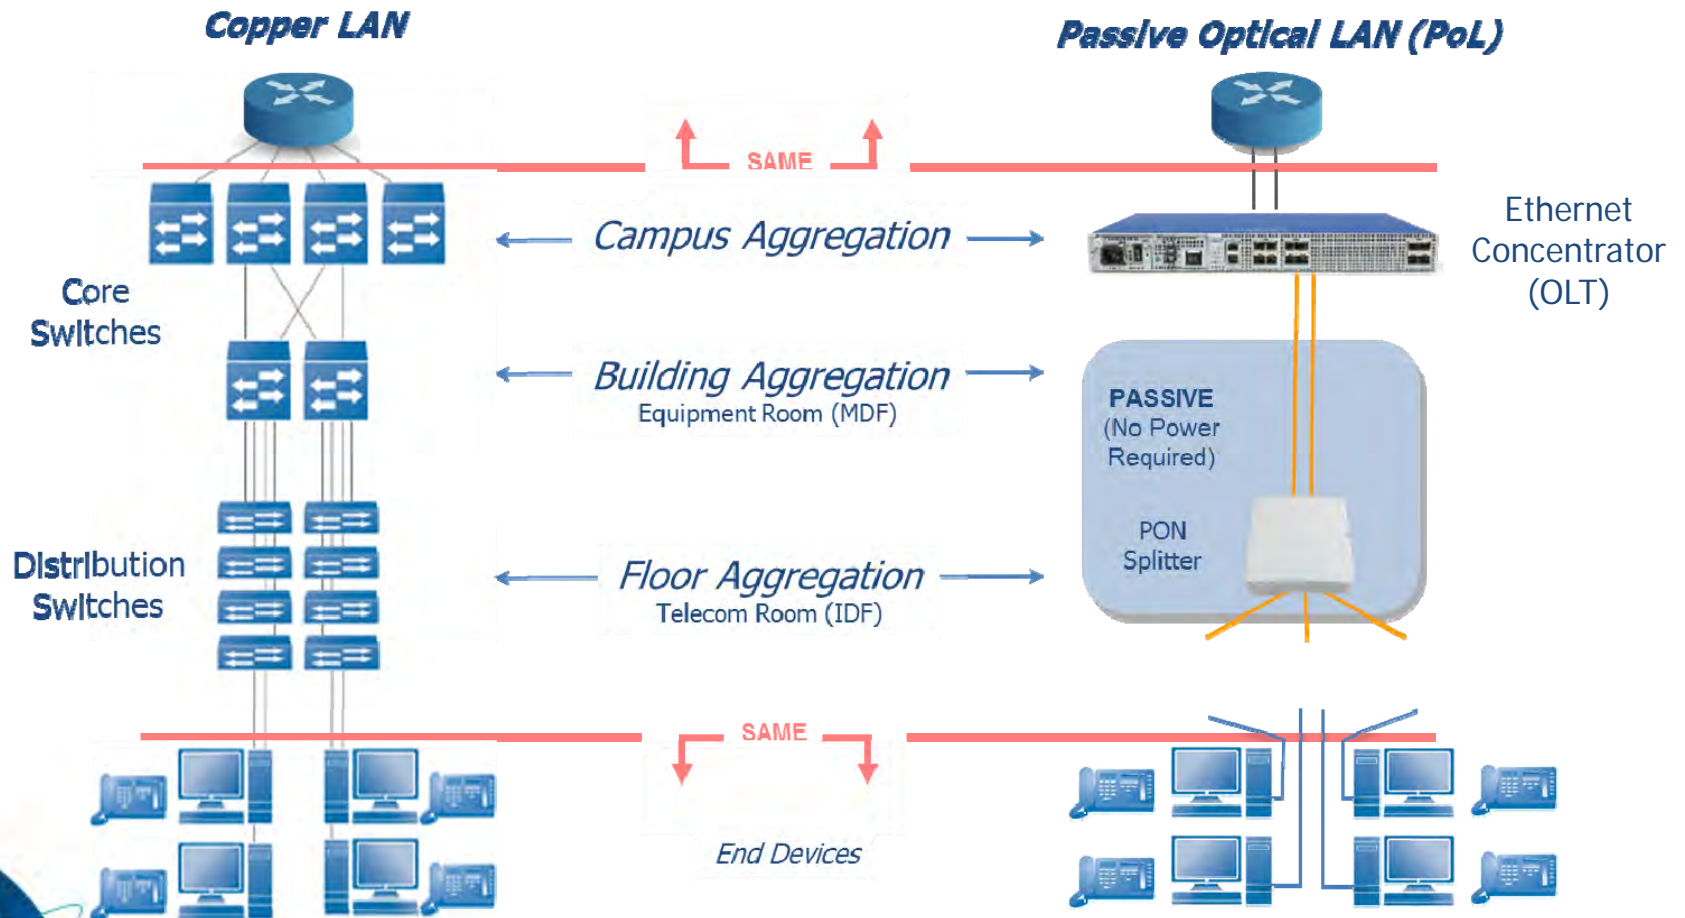 Copper LAN
Passive Optical LAN (PoL)
SAME
Campus Aggregation
Ethernet
Concentrator
(OLT)
Core
Switches
Building Aggregation
Equipment Room (MDF)
PASSIVE
(No Power
Required)
PON
Splitter
Distribution
Switches
Floor Aggregation
Telecom Room (IDF)
SAME
End Devices